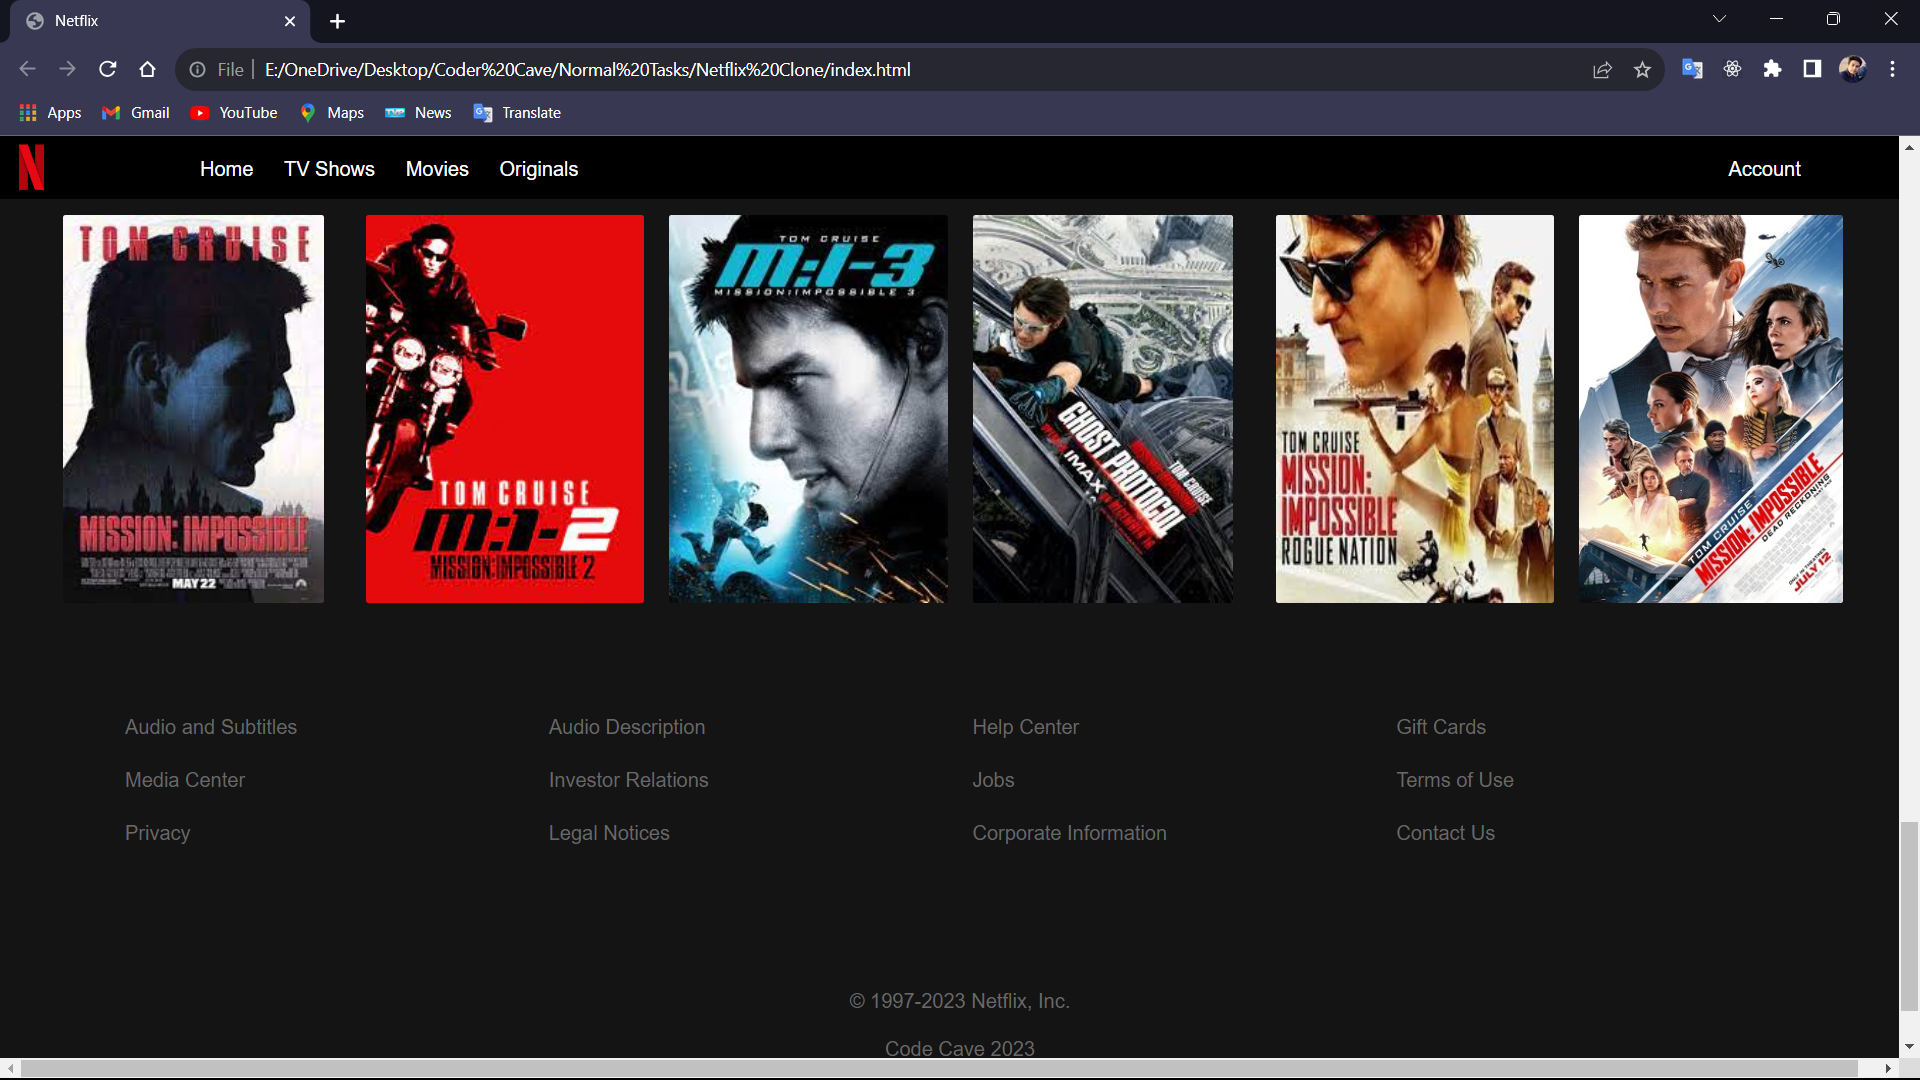 Netflix
File
E:/OneDrive/Desktop/Coder%20Cave/Normal%20Tasks/Netflix%20Clone/index.html
Apps Gmail YouTube Maps News Translate
N Home TV Shows Movies Originals Account
TOM CRUISE
MISSION: IMPOSSIBLE
MAY 22
TOM CRUISE
M:I-2
MISSION:IMPOSSIBLE 2
TOM CRUISE
M:I-3
MISSION:IMPOSSIBLE 3
TOM CRUISE
GHOST PROTOCOL
IMAX
TOM CRUISE
MISSION:
IMPOSSIBLE
ROGUE NATION
TOM CRUISE
MISSION: IMPOSSIBLE
DEAD RECKONING
JULY 12
Audio and Subtitles Audio Description Help Center Gift Cards
Media Center Investor Relations Jobs Terms of Use
Privacy Legal Notices Corporate Information Contact Us
© 1997-2023 Netflix, Inc.
Code Cave 2023